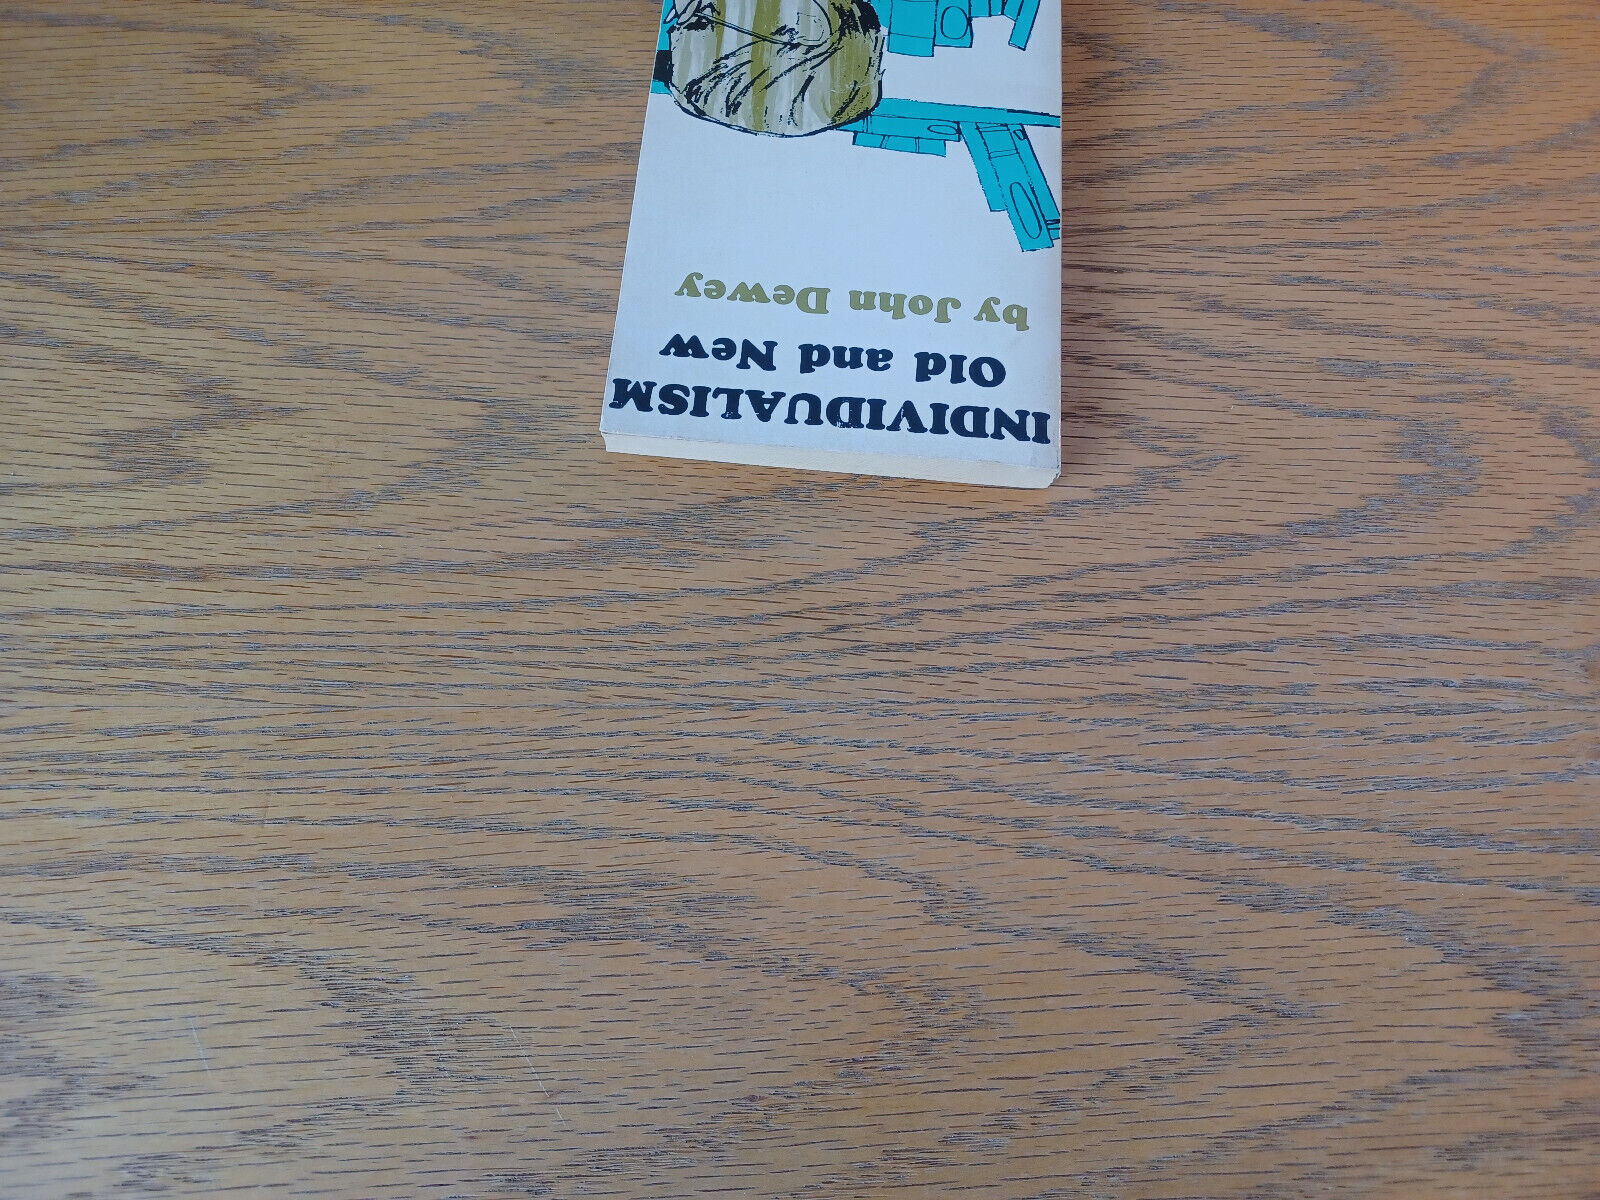 INDIVIDUALISM
Old and New
by John Dewey